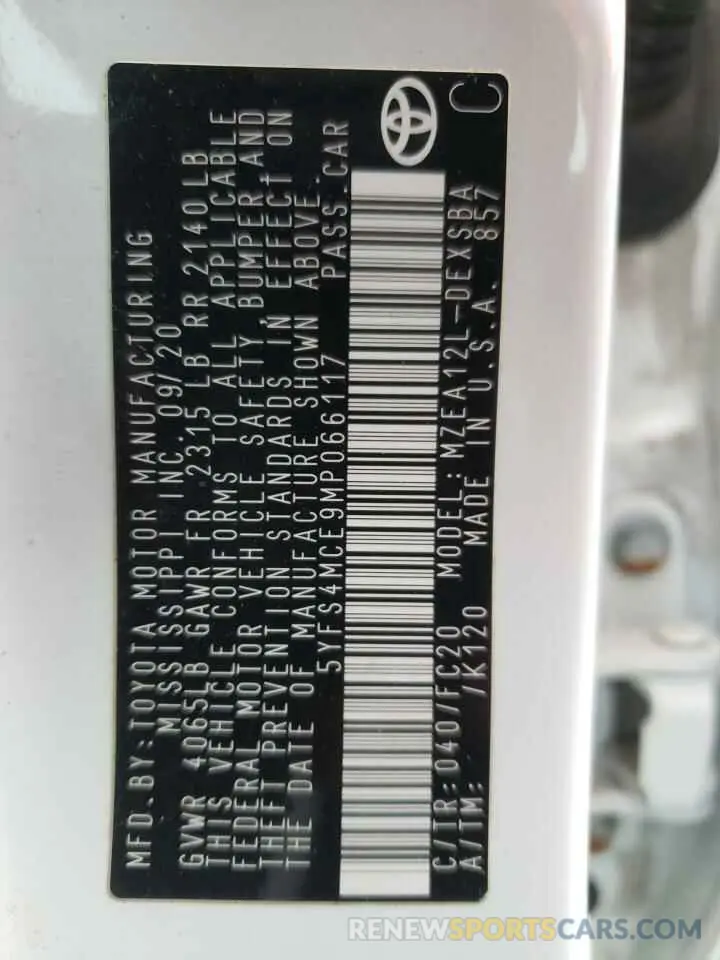 MFD.BY:TOYOTA MOTOR MANUFACTURING
MISSISSIPPI INC. 09/20
GVWR 4065LB GAWR FR 2315 LB RR 2140LB
THIS VEHICLE CONFORMS TO ALL APPLICABLE
FEDERAL MOTOR VEHICLE SAFETY BUMPER AND
THEFT PREVENTION STANDARDS IN EFFECT ON
THE DATE OF MANUFACTURE SHOWN ABOVE.
5YFS4MCE9MP066117 PASS.CAR
C/TR:040/FC20 MODEL:MZEA12L-DEXSBA
A/TM: /K120 MADE IN U.S.A. 857
C
RENEWSPORTSCARS.COM